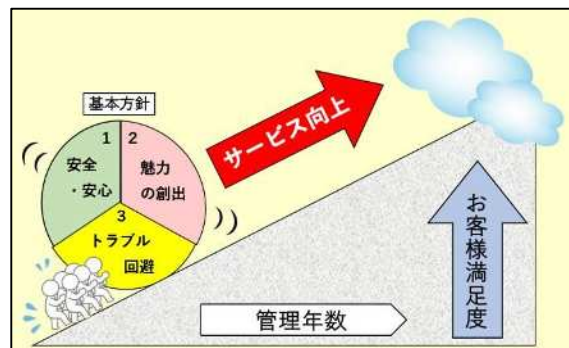 基本方針
1
安全
・安心
2
魅力
の創出
3
トラブル
回避
サービス向上
お客様満足度
管理年数